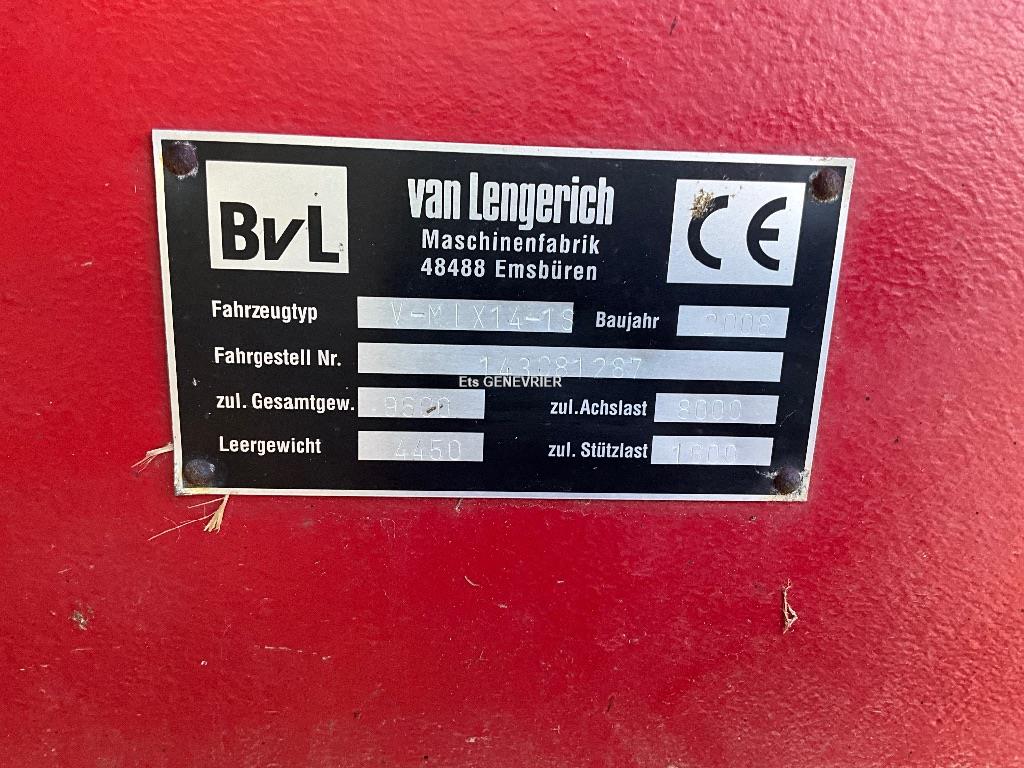 BvL
van Lengerich
Maschinenfabrik
48488 Emsbüren
CE
Fahrzeugtyp V-MIX14-1S Baujahr 2008
Fahrgestell Nr. 143081287
Ets GENEVRIER
zul. Gesamtgew. 9600 zul.Achslast 8000
Leergewicht 4450 zul. Stützlast 1600